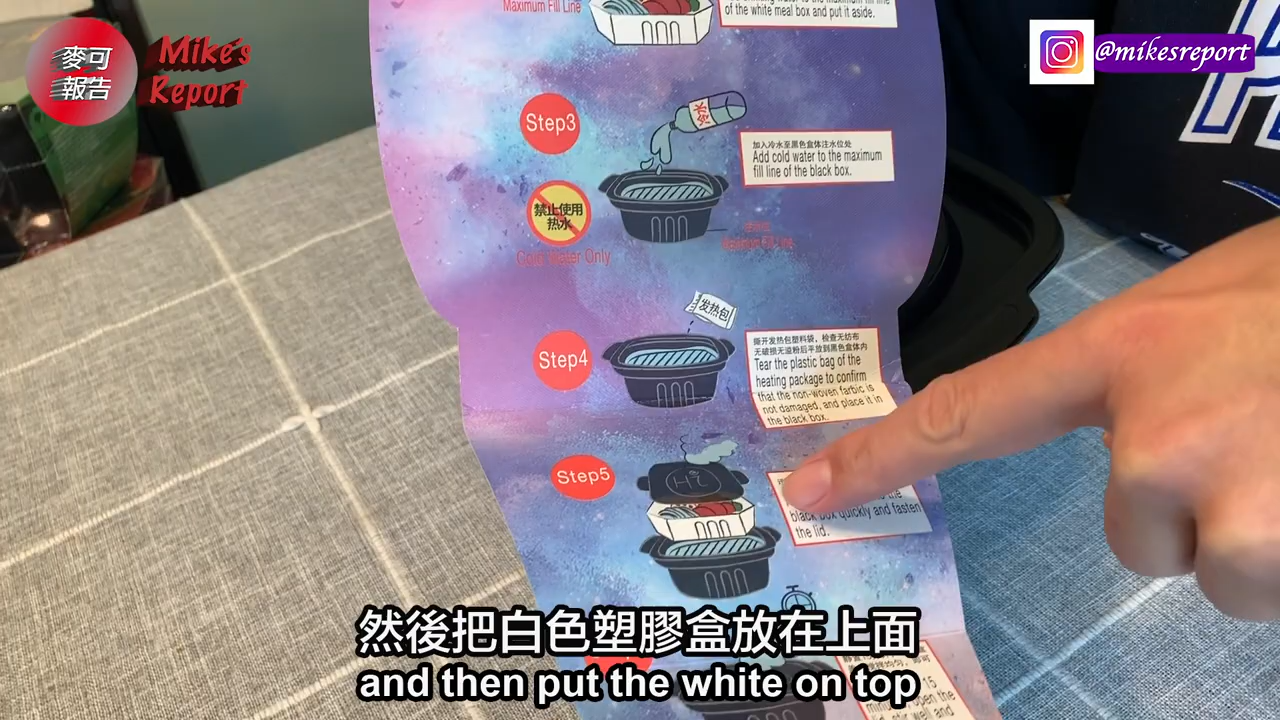 麥可
報告
Mike's
Report
@mikesreport
Maximum Fill Line
of the white meal box and put it aside.
Step3
加入冷水至黑色盒体注水位处
Add cold water to the maximum
fill line of the black box.
禁止使用
热水
Cold Water Only
Maximum Fill Line
发热包
Step4
撕开发热包塑料袋，检查无纺布
无破损无溢粉后平放到黑色盒体内
Tear the plastic bag of the
heating package to confirm
that the non-woven farbic is
not damaged, and place it in
the black box.
Step5
the
black box quickly and fasten
the lid.
然後把白色塑膠盒放在上面
and then put the white on top
15
open the
and